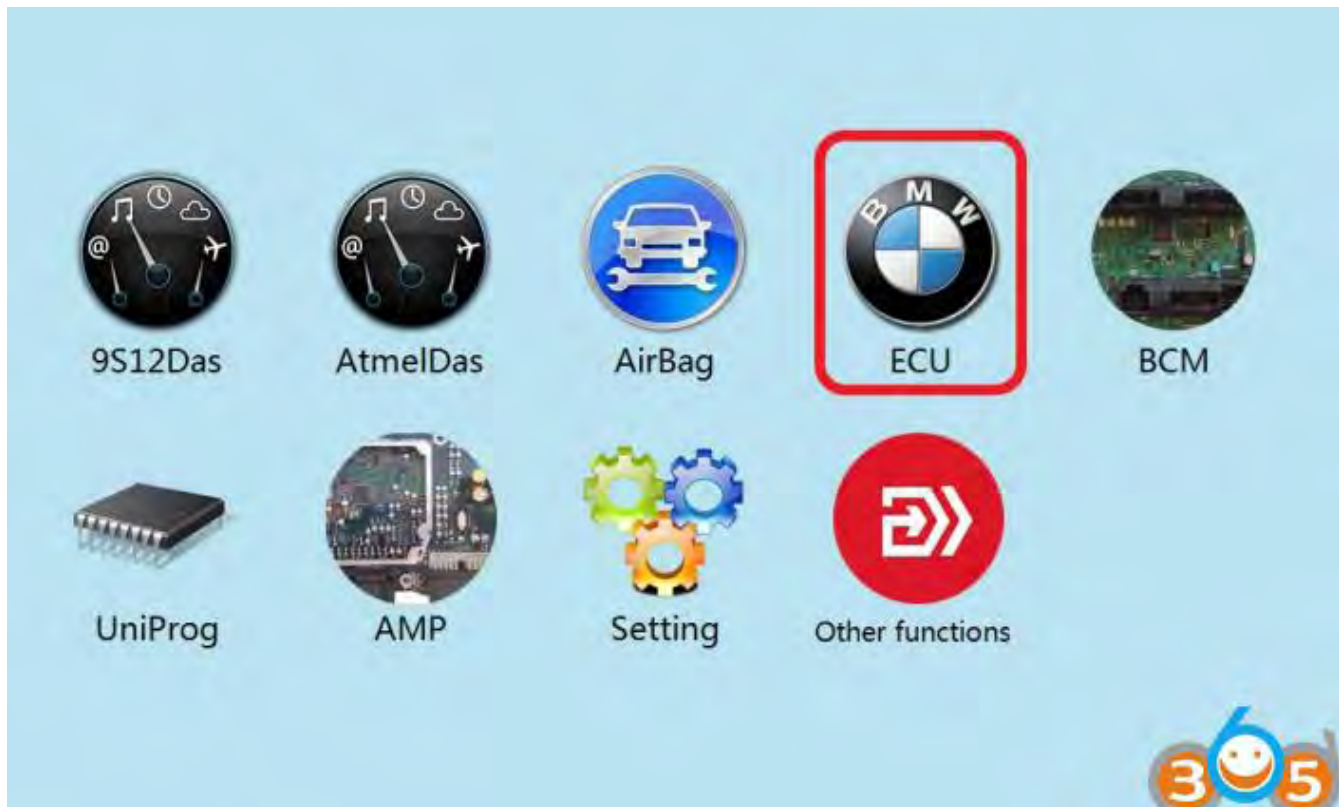 @
@
BMW
9S12Das
AtmelDas
AirBag
ECU
BCM
UniProg
AMP
Setting
Other functions
365